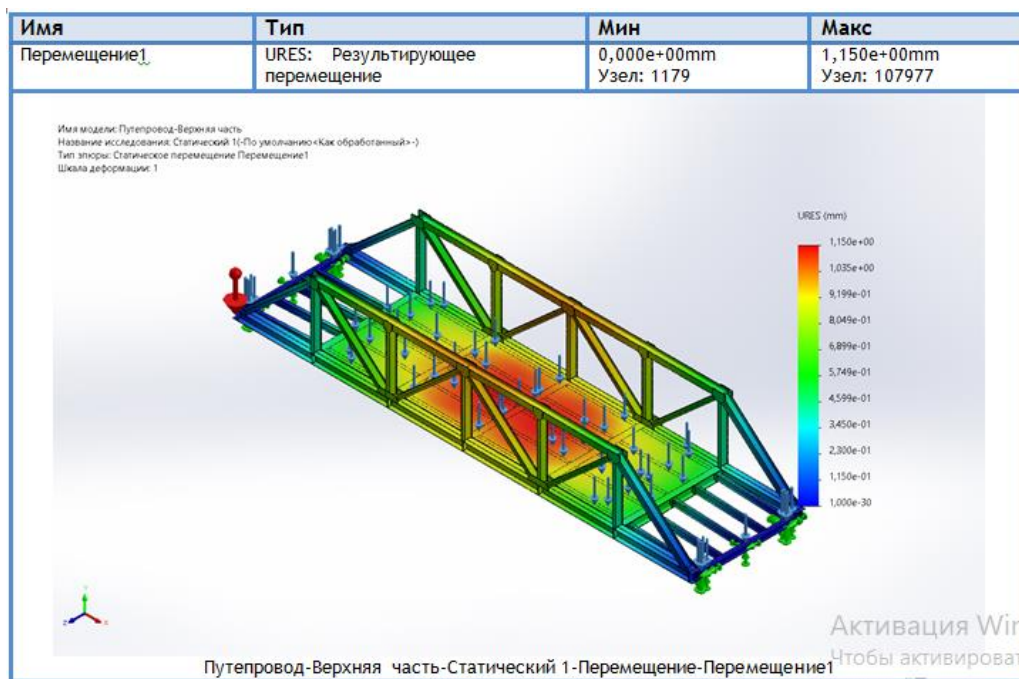 Имя Тип Мин Макс
Перемещение1 URES: Результирующее 0,000e+00mm 1,150e+00mm
перемещение Узел: 1179 Узел: 107977
Имя модели: Путепровод-Верхняя часть
Название исследования: Статический 1(-По умолчанию<Как обработанный>-)
Тип эпюры: Статическое перемещение Перемещение1
Шкала деформации: 1
URES (mm)
1,150e+00
1,035e+00
9,199e-01
8,049e-01
6,899e-01
5,749e-01
4,599e-01
3,450e-01
2,300e-01
1,150e-01
1,000e-30
Y
Z X
Активация Win
Чтобы активироват
Путепровод-Верхняя часть-Статический 1-Перемещение-Перемещение1